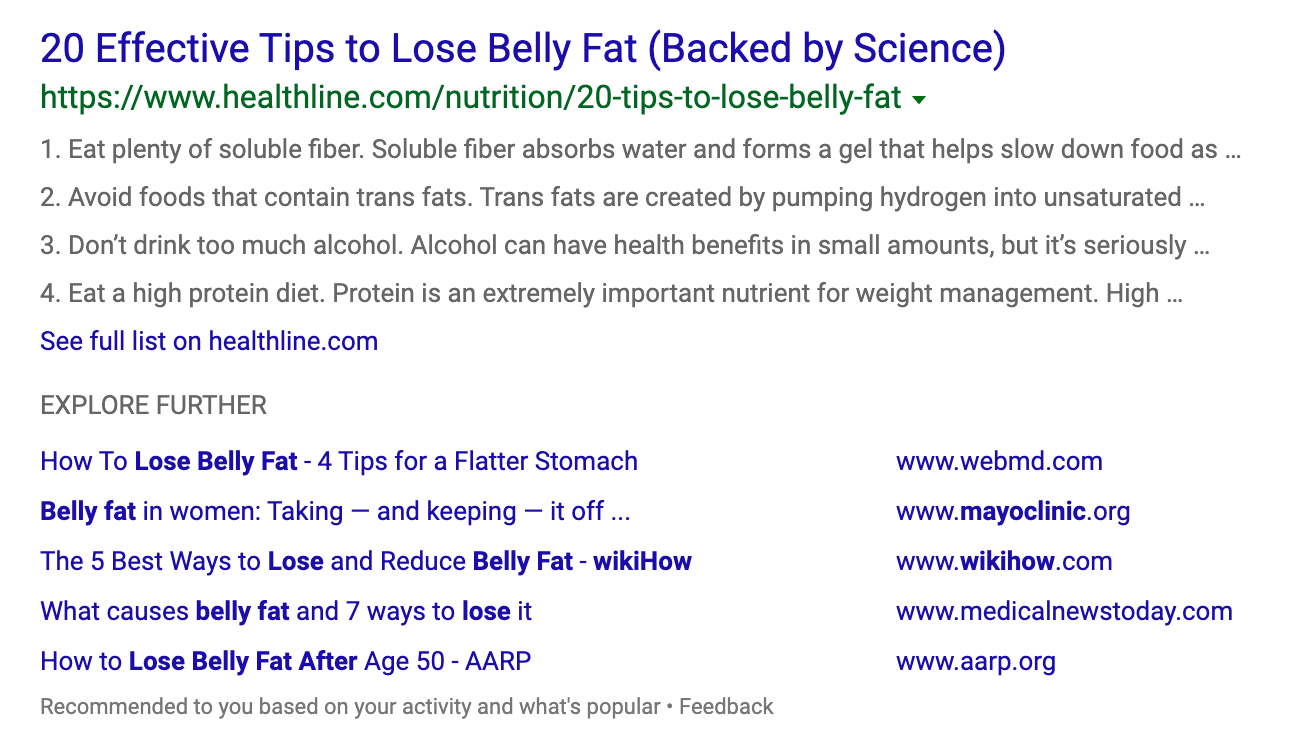 20 Effective Tips to Lose Belly Fat (Backed by Science)
https://www.healthline.com/nutrition/20-tips-to-lose-belly-fat
1. Eat plenty of soluble fiber. Soluble fiber absorbs water and forms a gel that helps slow down food as ...
2. Avoid foods that contain trans fats. Trans fats are created by pumping hydrogen into unsaturated ...
3. Don’t drink too much alcohol. Alcohol can have health benefits in small amounts, but it’s seriously ...
4. Eat a high protein diet. Protein is an extremely important nutrient for weight management. High ...
See full list on healthline.com
EXPLORE FURTHER
How To Lose Belly Fat - 4 Tips for a Flatter Stomach www.webmd.com
Belly fat in women: Taking — and keeping — it off ... www.mayoclinic.org
The 5 Best Ways to Lose and Reduce Belly Fat - wikiHow www.wikihow.com
What causes belly fat and 7 ways to lose it www.medicalnewstoday.com
How to Lose Belly Fat After Age 50 - AARP www.aarp.org
Recommended to you based on your activity and what's popular • Feedback